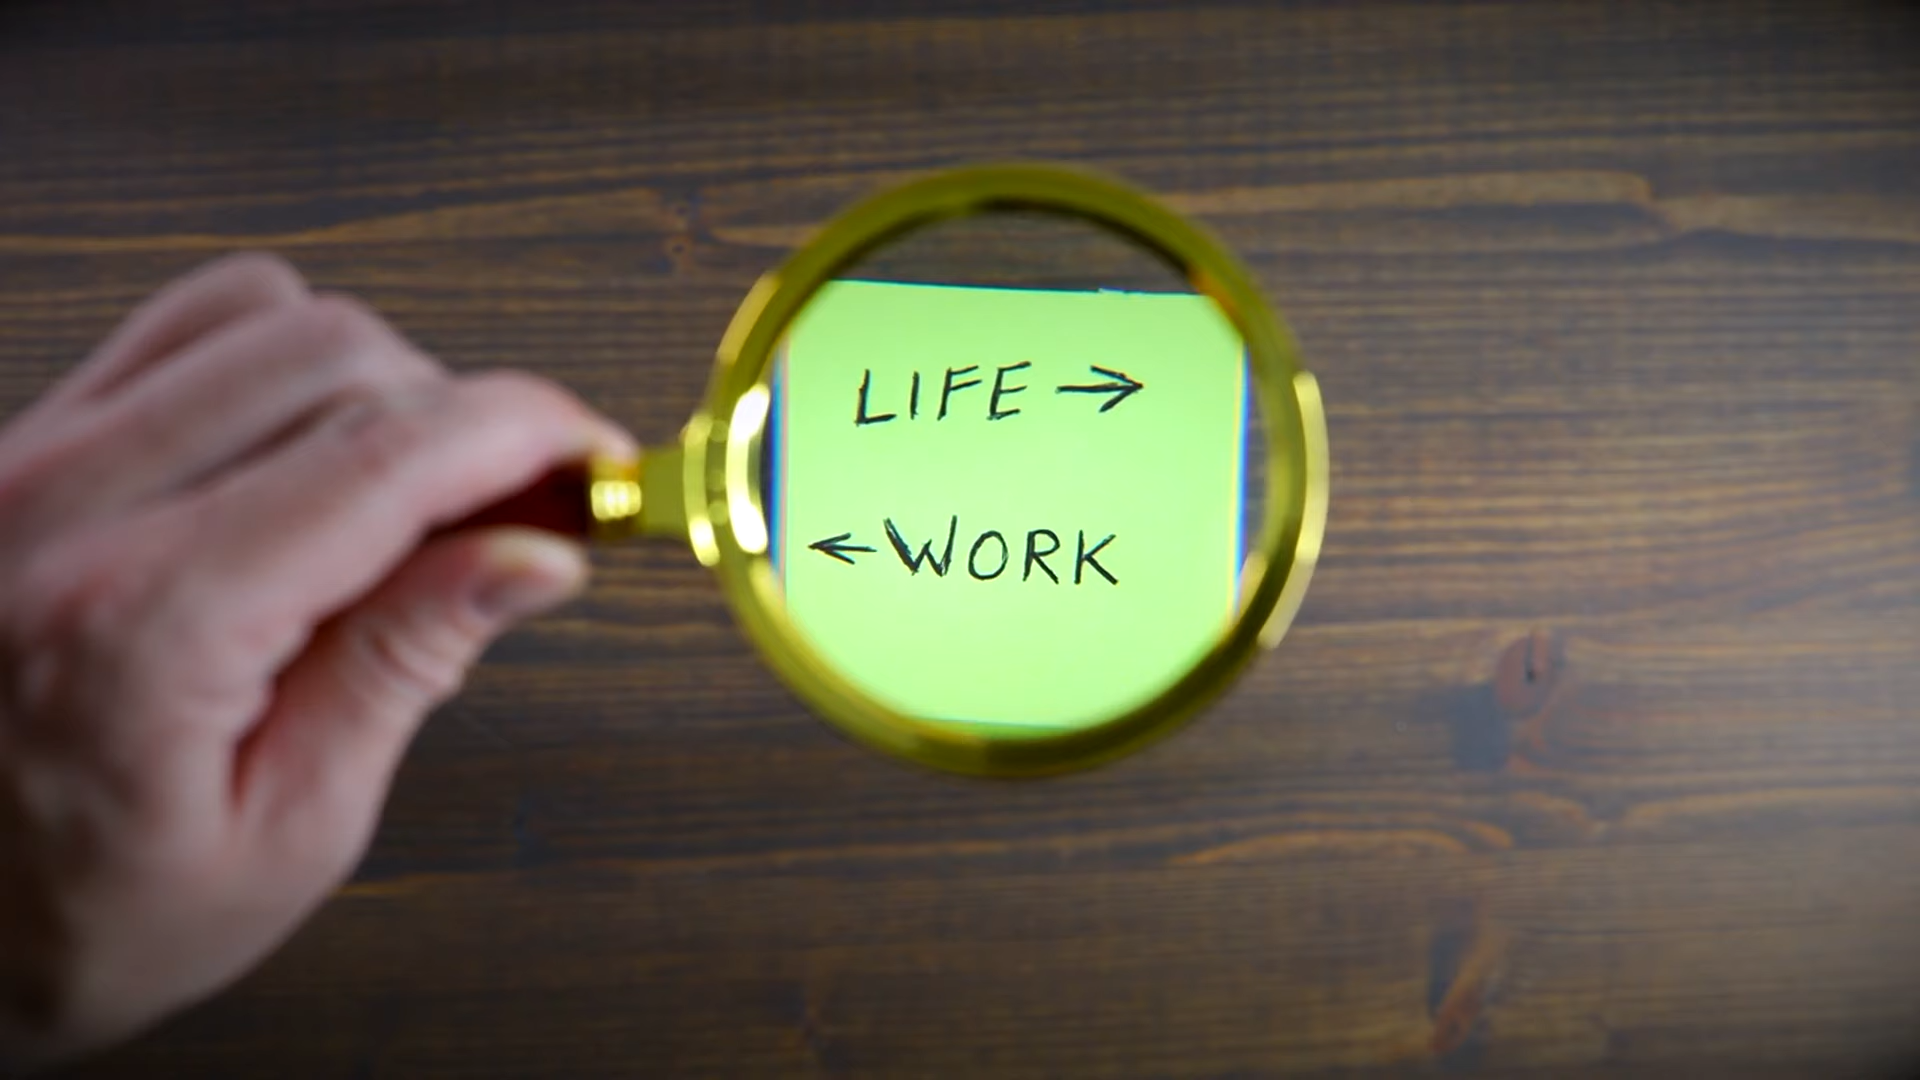 LIFE →
← WORK